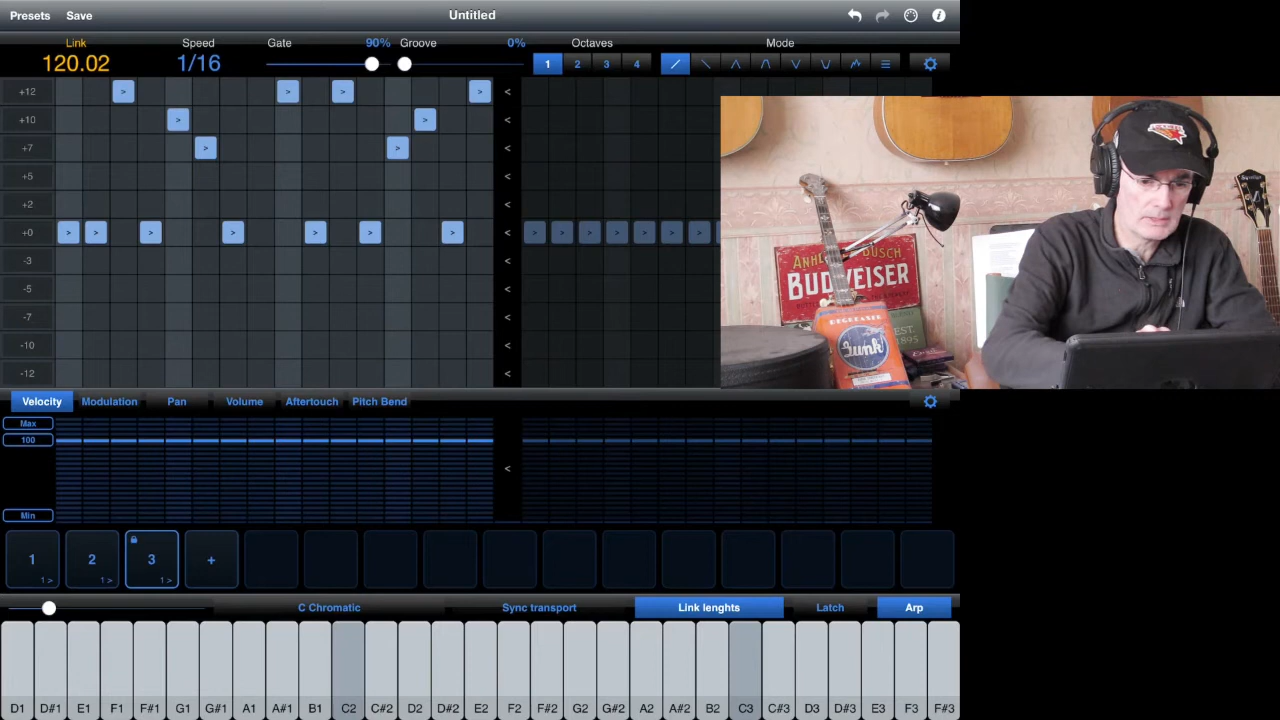 Presets Save Untitled
Link Speed Gate 90% Groove 0% Octaves Mode
120.02 1/16 1 2 3 4
+12
+10
+7
+5
+2
+0
-3
-5
-7
-10
-12
BUDWEISER
EST.
1895
Velocity Modulation Pan Volume Aftertouch Pitch Bend
Max
100
Min
1 2 3 +
1 > 1 > 1 >
C Chromatic Sync transport Link lenghts Latch Arp
D1 D#1 E1 F1 F#1 G1 G#1 A1 A#1 B1 C2 C#2 D2 D#2 E2 F2 F#2 G2 G#2 A2 A#2 B2 C3 C#3 D3 D#3 E3 F3 F#3